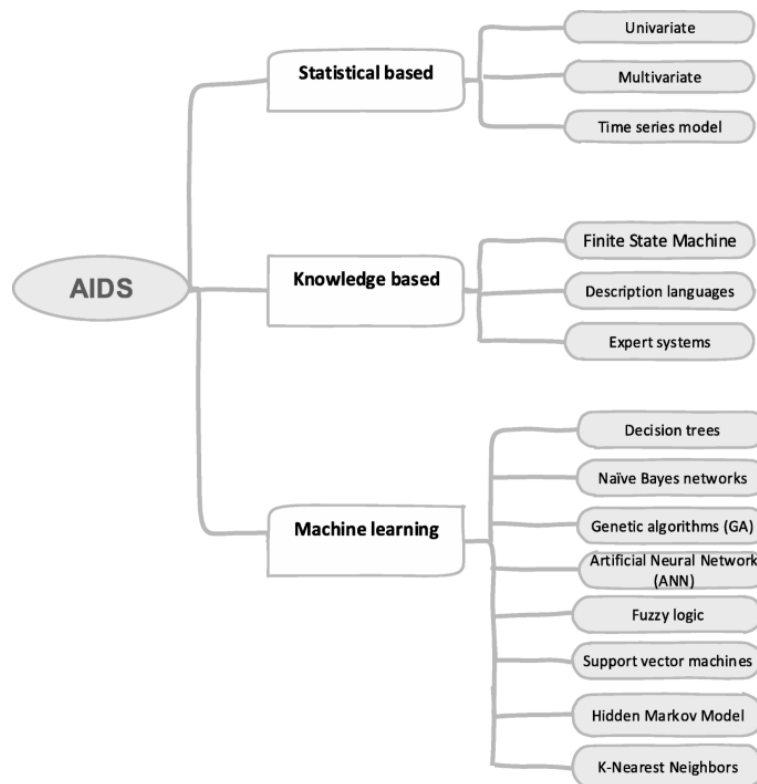 Univariate
Statistical based
Multivariate
Time series model
Finite State Machine
AIDS
Knowledge based
Description languages
Expert systems
Decision trees
Naïve Bayes networks
Machine learning
Genetic algorithms (GA)
Artificial Neural Network
(ANN)
Fuzzy logic
Support vector machines
Hidden Markov Model
K-Nearest Neighbors